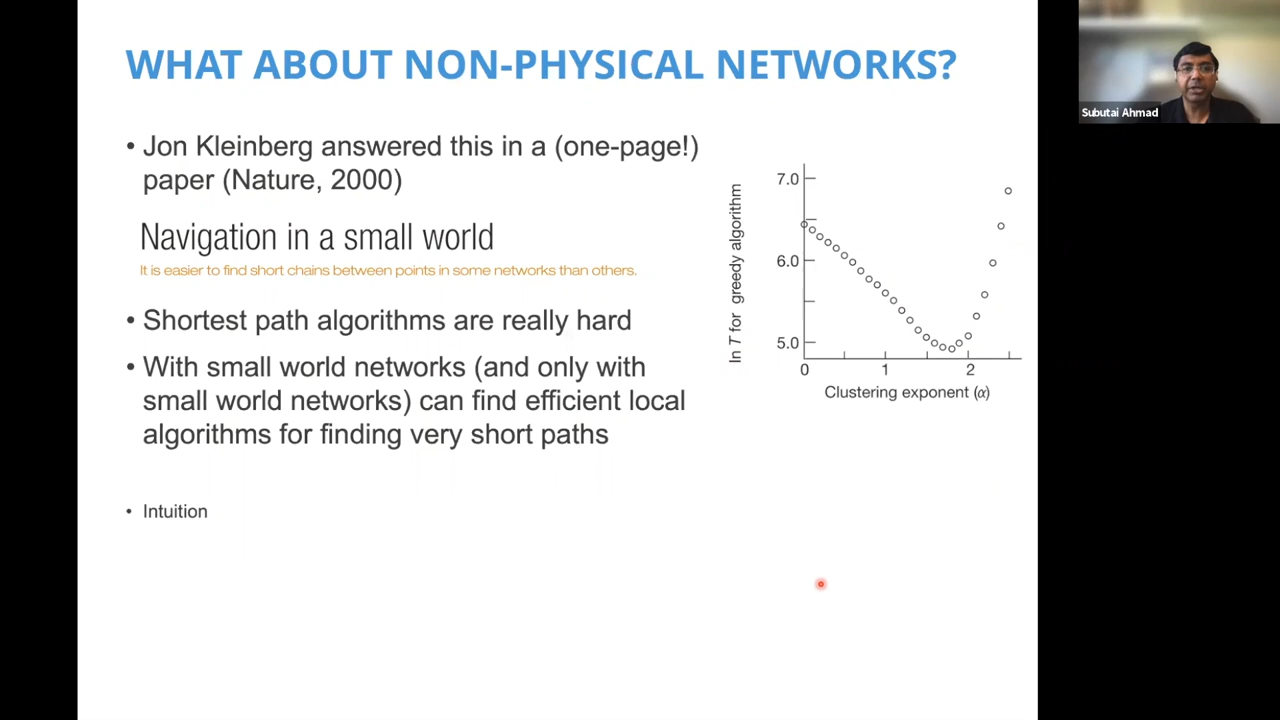 WHAT ABOUT NON-PHYSICAL NETWORKS?
Subutai Ahmad
• Jon Kleinberg answered this in a (one-page!)
paper (Nature, 2000)
Navigation in a small world
It is easier to find short chains between points in some networks than others.
• Shortest path algorithms are really hard
• With small world networks (and only with
small world networks) can find efficient local
algorithms for finding very short paths
• Intuition
ln T for greedy algorithm
7.0
6.0
5.0
0 1 2
Clustering exponent (α)